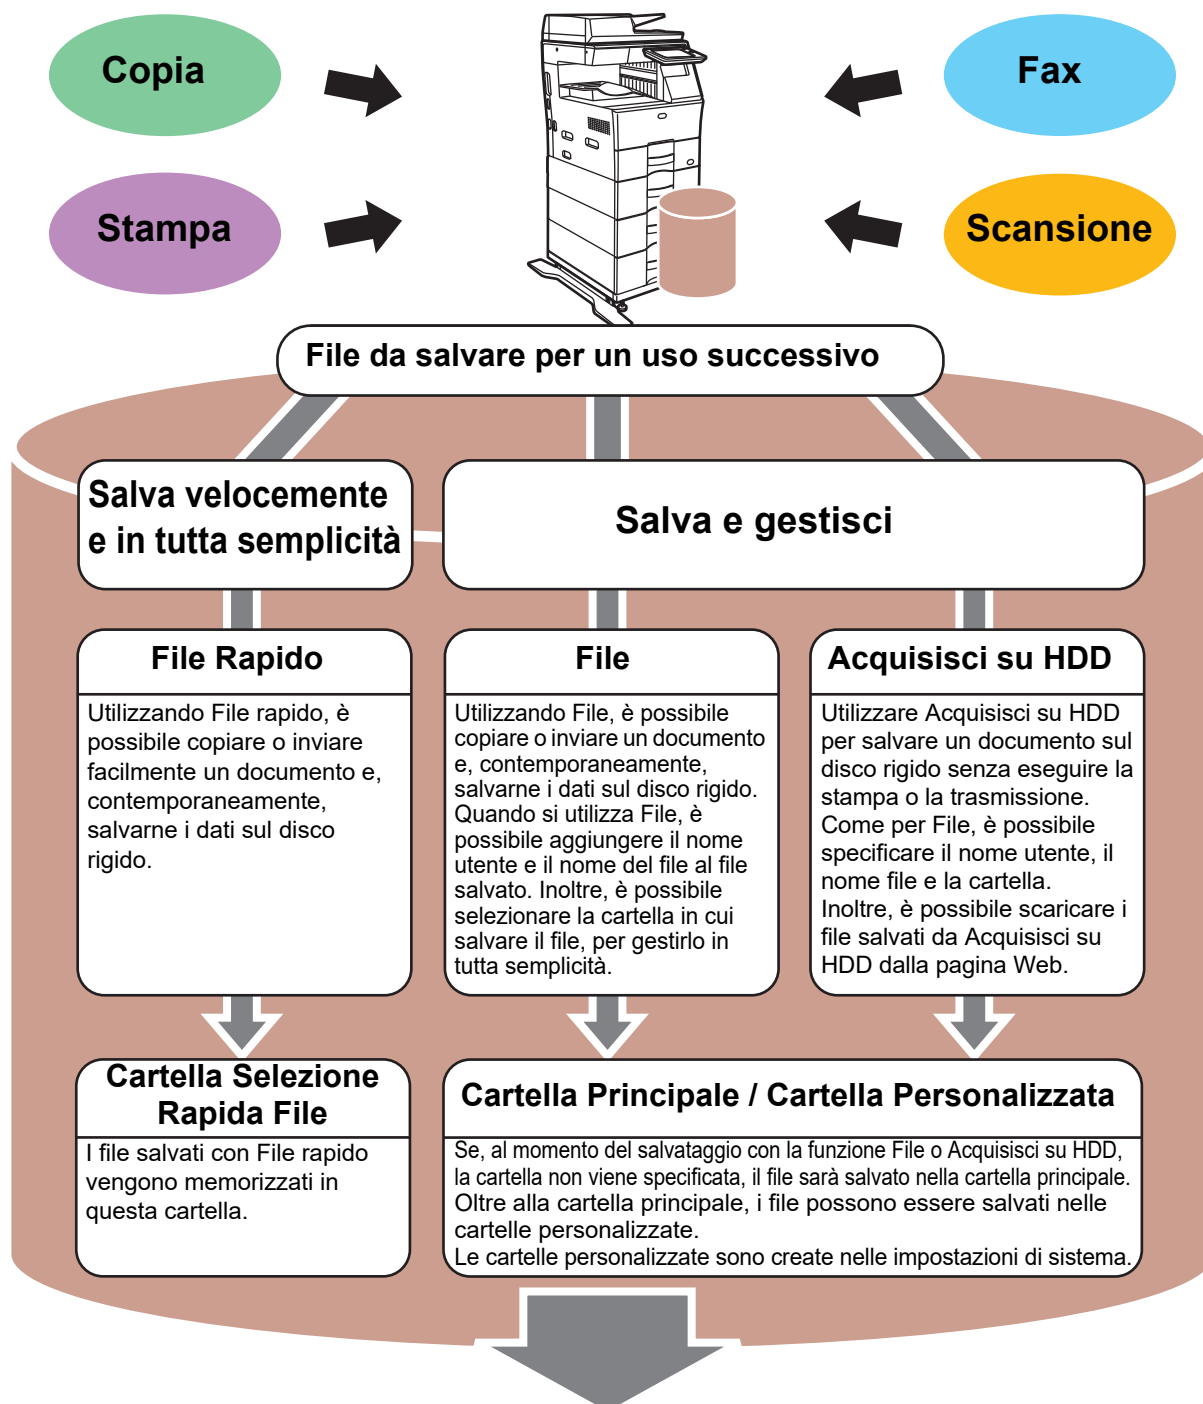 Copia
Fax
Stampa
Scansione
File da salvare per un uso successivo
Salva velocemente
e in tutta semplicità
Salva e gestisci
File Rapido
Utilizzando File rapido, è
possibile copiare o inviare
facilmente un documento e,
contemporaneamente,
salvarne i dati sul disco
rigido.
File
Utilizzando File, è possibile
copiare o inviare un documento
e, contemporaneamente,
salvarne i dati sul disco rigido.
Quando si utilizza File, è
possibile aggiungere il nome
utente e il nome del file al file
salvato. Inoltre, è possibile
selezionare la cartella in cui
salvare il file, per gestirlo in
tutta semplicità.
Acquisisci su HDD
Utilizzare Acquisisci su HDD
per salvare un documento sul
disco rigido senza eseguire la
stampa o la trasmissione.
Come per File, è possibile
specificare il nome utente, il
nome file e la cartella.
Inoltre, è possibile scaricare i
file salvati da Acquisisci su
HDD dalla pagina Web.
Cartella Selezione
Rapida File
I file salvati con File rapido
vengono memorizzati in
questa cartella.
Cartella Principale / Cartella Personalizzata
Se, al momento del salvataggio con la funzione File o Acquisisci su HDD,
la cartella non viene specificata, il file sarà salvato nella cartella principale.
Oltre alla cartella principale, i file possono essere salvati nelle
cartelle personalizzate.
Le cartelle personalizzate sono create nelle impostazioni di sistema.